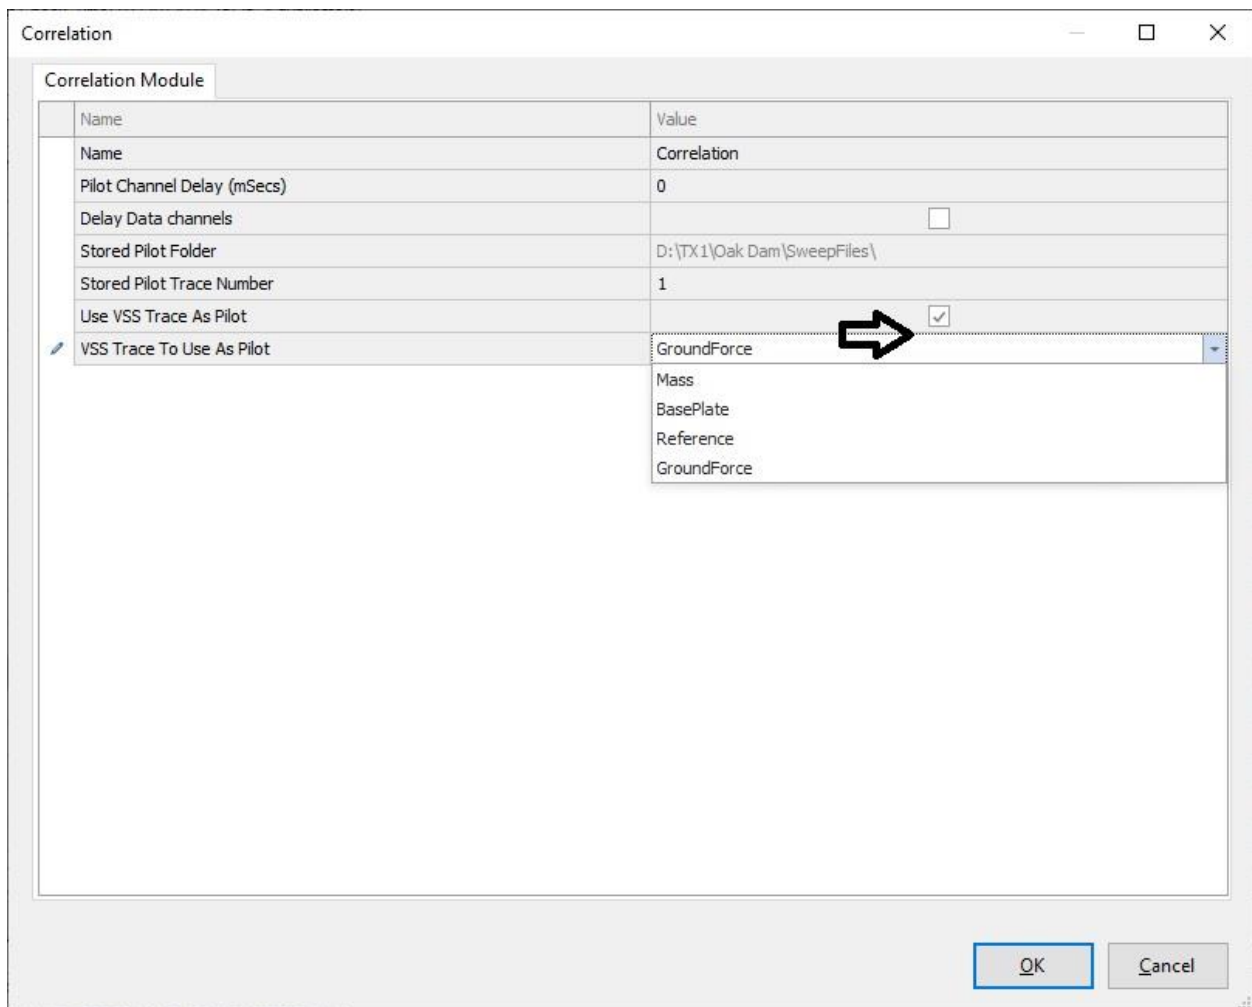 Correlation
Correlation Module
Name Value
Name Correlation
Pilot Channel Delay (mSecs) 0
Delay Data channels
Stored Pilot Folder D:\TX1\Oak Dam\SweepFiles\
Stored Pilot Trace Number 1
Use VSS Trace As Pilot
VSS Trace To Use As Pilot GroundForce
Mass
BasePlate
Reference
GroundForce
OK Cancel